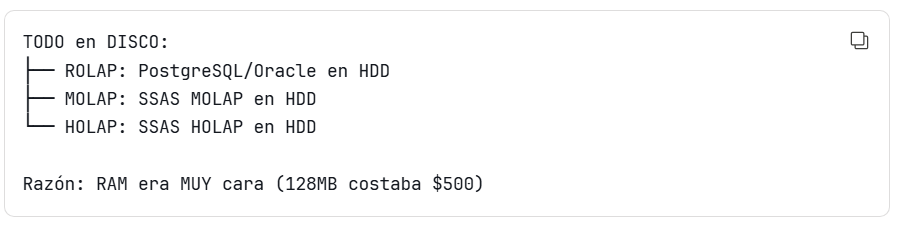 TODO en DISCO:
├── ROLAP: PostgreSQL/Oracle en HDD
├── MOLAP: SSAS MOLAP en HDD
└── HOLAP: SSAS HOLAP en HDD
Razón: RAM era MUY cara (128MB costaba $500)